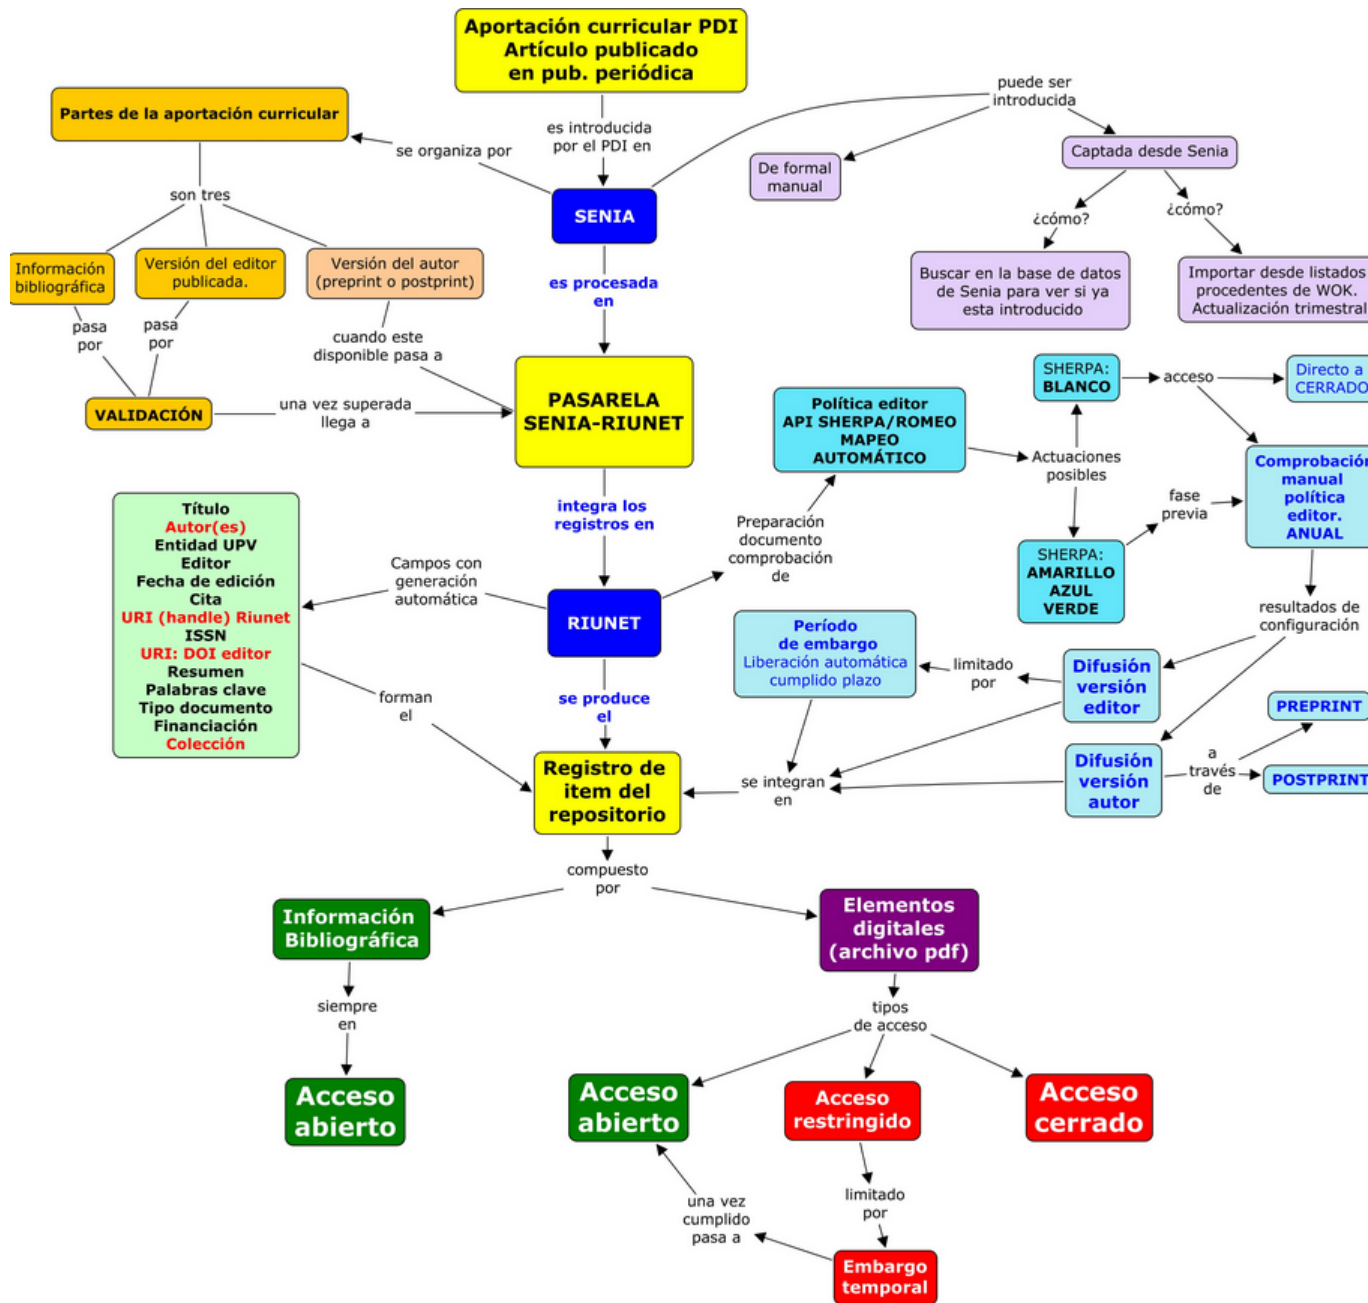 Aportación curricular PDI
Artículo publicado
en pub. periódica
puede ser
introducida
Partes de la aportación curricular
es introducida
por el PDI en
se organiza por
De formal
manual
Captada desde Senia
son tres
SENIA
¿cómo?
¿cómo?
Información
bibliográfica
Versión del editor
publicada.
Versión del autor
(preprint o postprint)
es procesada
en
Buscar en la base de datos
de Senia para ver si ya
esta introducido
Importar desde listados
procedentes de WOK.
Actualización trimestral
pasa
por
pasa
por
cuando este
disponible pasa a
VALIDACIÓN
una vez superada
llega a
PASARELA
SENIA-RIUNET
Política editor
API SHERPA/ROMEO
MAPEO
AUTOMÁTICO
SHERPA:
BLANCO
acceso
Directo a
CERRADO
Actuaciones
posibles
Comprobación
manual
política
editor.
ANUAL
fase
previa
SHERPA:
AMARILLO
AZUL
VERDE
integra los
registros en
Preparación
documento
comprobación
de
Título
Autor(es)
Entidad UPV
Editor
Fecha de edición
Cita
URI (handle) Riunet
ISSN
URI: DOI editor
Resumen
Palabras clave
Tipo documento
Financiación
Colección
Campos con
generación
automática
RIUNET
resultados de
configuración
Período
de embargo
Liberación automática
cumplido plazo
limitado
por
Difusión
versión
editor
forman
el
se produce
el
PREPRINT
a
través
de
POSTPRINT
Difusión
versión
autor
se integran
en
Registro de
item del
repositorio
compuesto
por
Información
Bibliográfica
Elementos
digitales
(archivo pdf)
siempre
en
tipos
de acceso
Acceso
abierto
Acceso
abierto
Acceso
restringido
Acceso
cerrado
una vez
cumplido
pasa a
limitado
por
Embargo
temporal